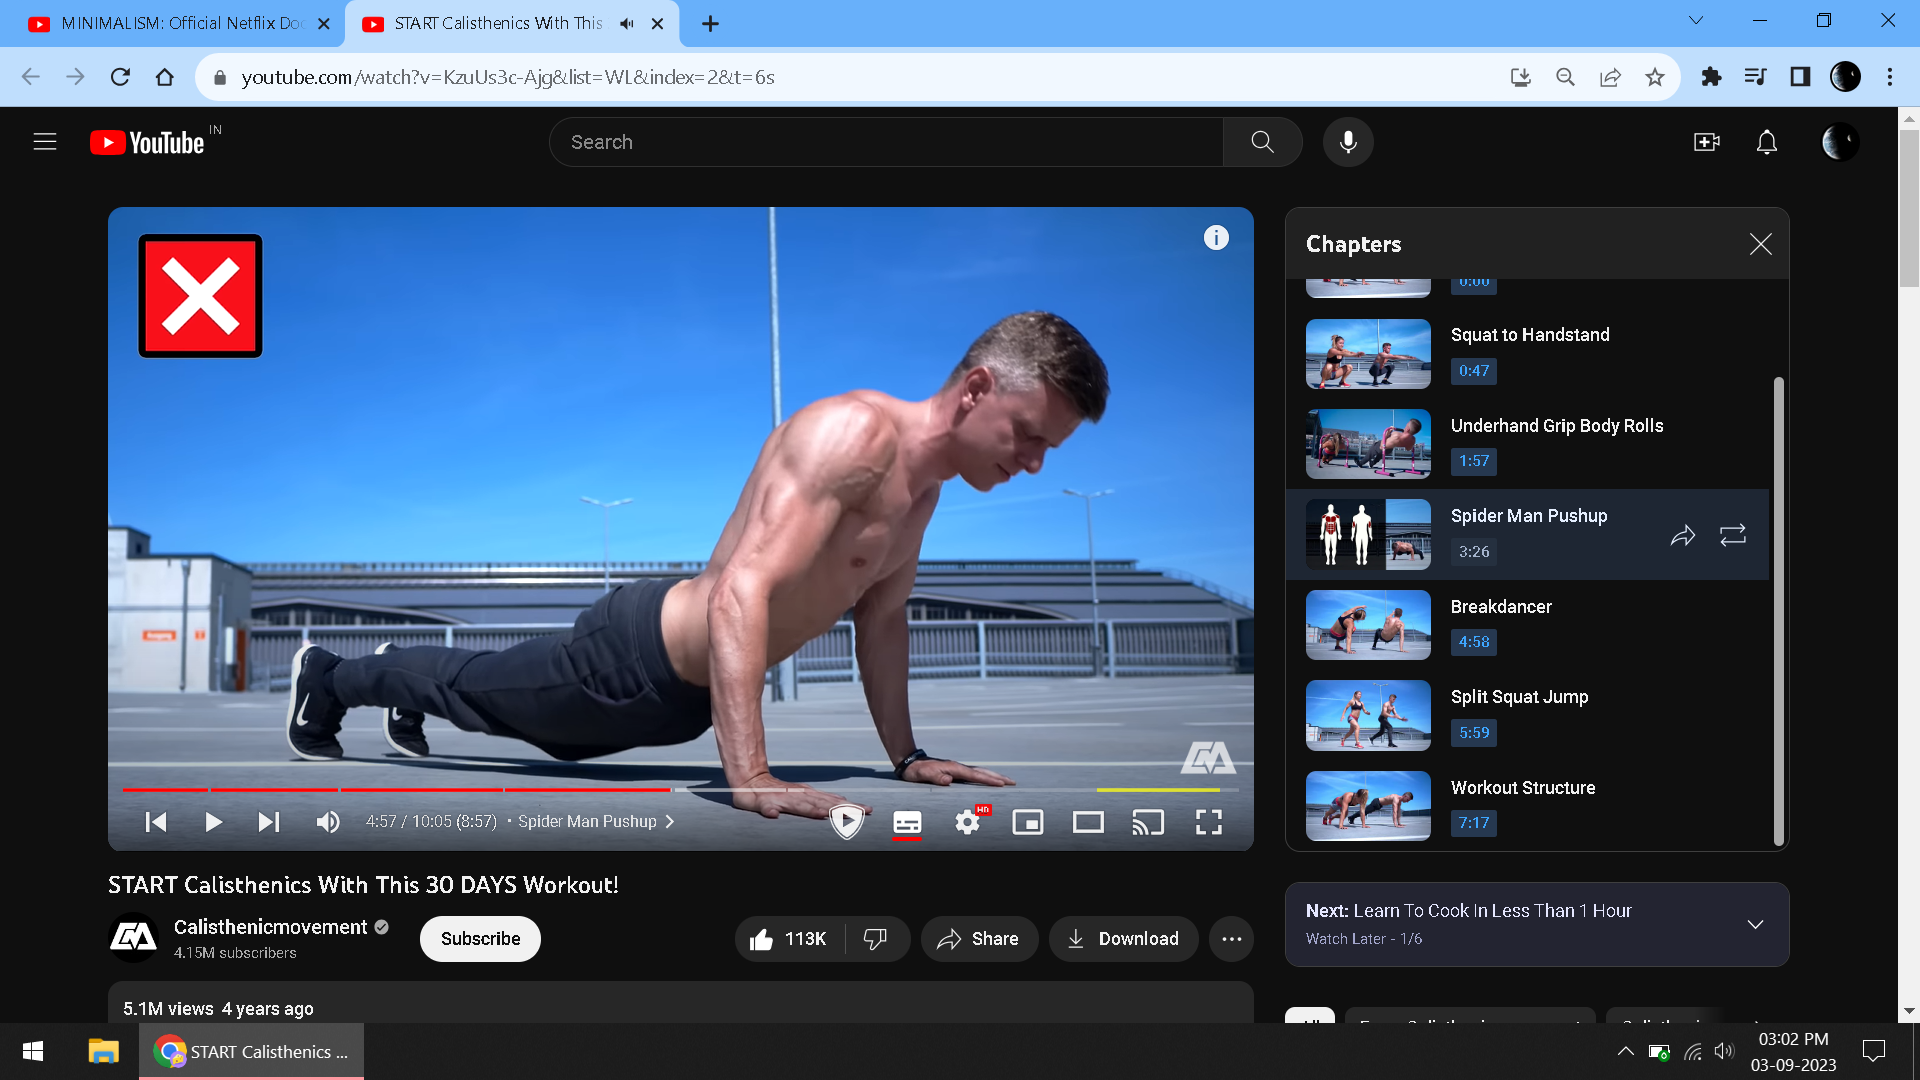 MINIMALISM: Official Netflix Do
START Calisthenics With This
youtube.com/watch?v=KzuUs3c-Ajg&list=WL&index=2&t=6s
YouTube IN
Search
Chapters
0:00
Squat to Handstand
0:47
Underhand Grip Body Rolls
1:57
Spider Man Pushup
3:26
Breakdancer
4:58
Split Squat Jump
5:59
Workout Structure
7:17
HD
4:57 / 10:05 (8:57) • Spider Man Pushup
START Calisthenics With This 30 DAYS Workout!
Calisthenicmovement
4.15M subscribers
Subscribe
113K
Share
Download
Next: Learn To Cook In Less Than 1 Hour
Watch Later - 1/6
5.1M views 4 years ago
START Calisthenics ...
03:02 PM
03-09-2023